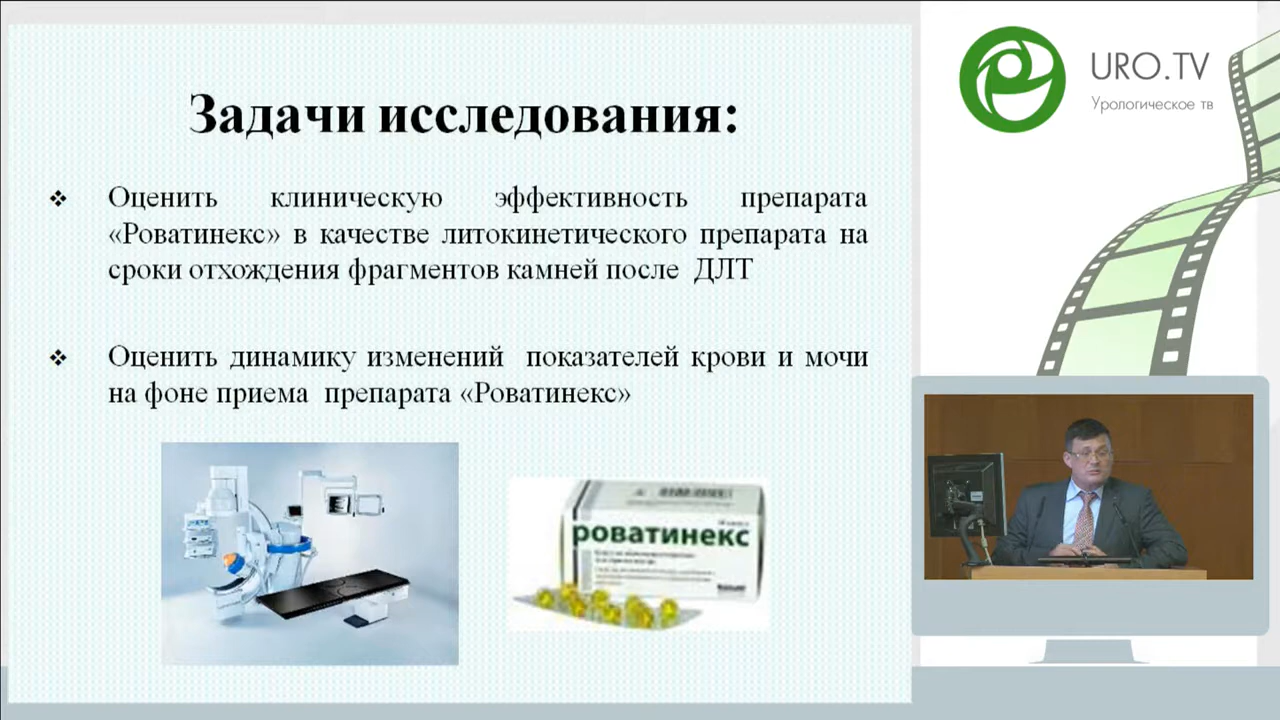 Задачи исследования:
Оценить клиническую эффективность препарата
«Роватинекс» в качестве литокинетического препарата на
сроки отхождения фрагментов камней после ДЛТ
Оценить динамику изменений показателей крови и мочи
на фоне приема препарата «Роватинекс»
роватинекс
URO.TV
Урологическое тв